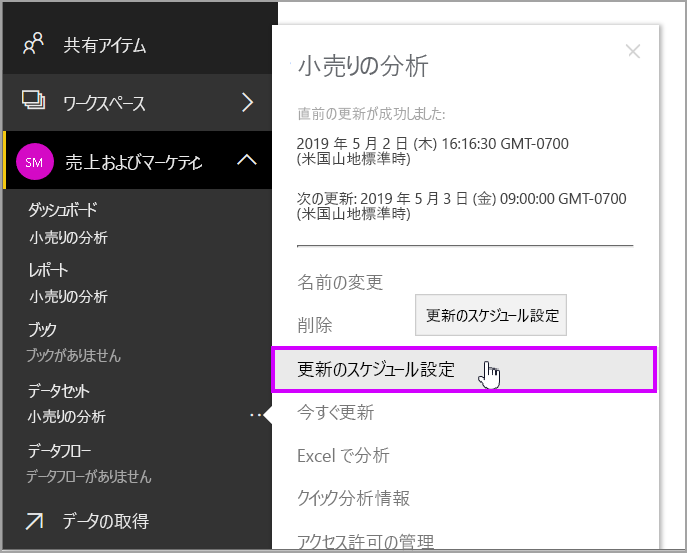 共有アイテム
ワークスペース
SM
売上およびマーケティン
ダッシュボード
小売りの分析
レポート
小売りの分析
ブック
ブックがありません
データセット
小売りの分析
データフロー
データフローがありません
データの取得
小売りの分析
直前の更新が成功しました:
2019 年 5 月 2 日 (木) 16:16:30 GMT-0700
(米国山地標準時)
次の更新: 2019 年 5 月 3 日 (金) 09:00:00 GMT-0700
(米国山地標準時)
名前の変更
削除
更新のスケジュール設定
更新のスケジュール設定
今すぐ更新
Excel で分析
クイック分析情報
アクセス許可の管理